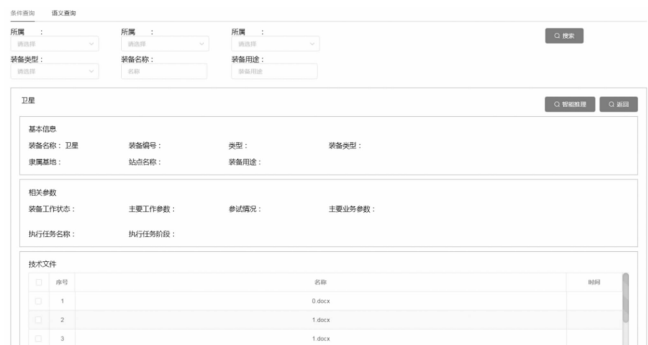 条件查询 语义查询
所属 : 所属 : 所属 :
请选择 请选择 请选择
搜索
装备类型： 装备名称： 装备用途：
请选择 名称 装备用途
卫星
智能推理 返回
基本信息
装备名称：卫星 装备编号： 类型： 装备类型：
隶属基地： 站点名称： 装备用途：
相关参数
装备工作状态： 主要工作参数： 参试情况： 主要业务参数：
执行任务名称： 执行任务阶段：
技术文件
序号 名称 时间
1 0.docx
2 1.docx
3 1.docx